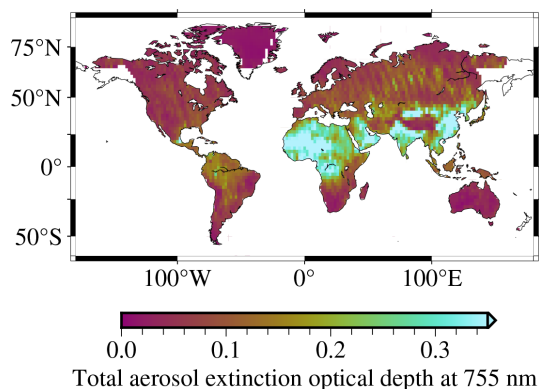 75°N
50°N
0°
50°S
100°W 0° 100°E
0.0 0.1 0.2 0.3
Total aerosol extinction optical depth at 755 nm